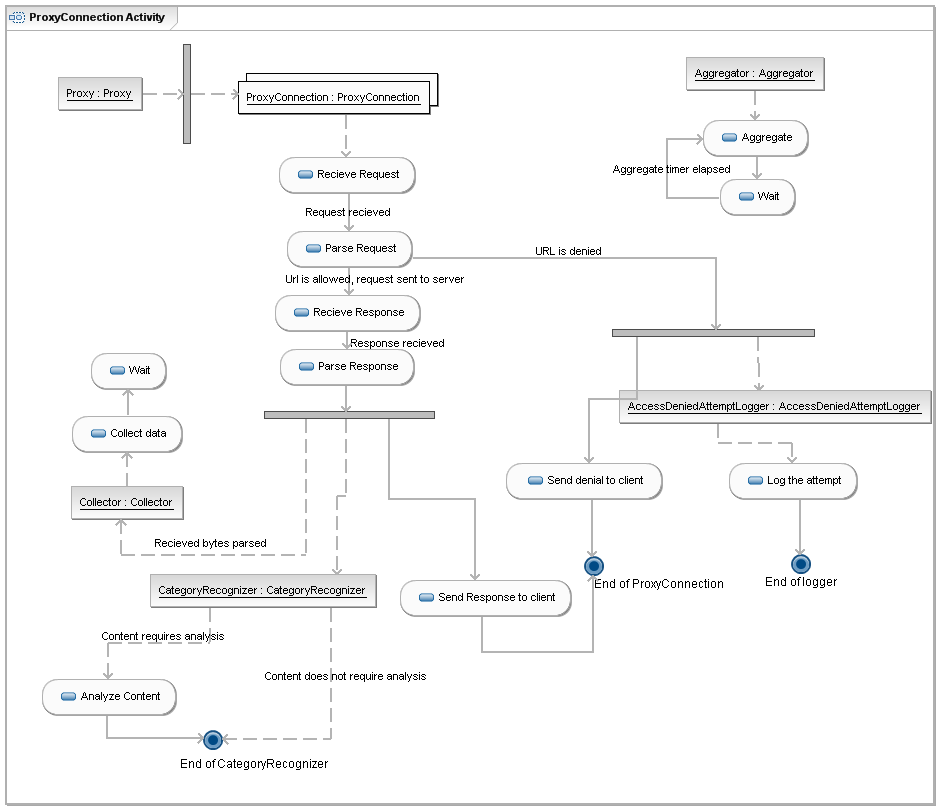 ProxyConnection Activity
Proxy : Proxy
ProxyConnection : ProxyConnection
Aggregator : Aggregator
Aggregate
Aggregate timer elapsed
Wait
Recieve Request
Request recieved
Parse Request
URL is denied
Url is allowed, request sent to server
Recieve Response
Response recieved
Parse Response
Wait
Collect data
Collector : Collector
Recieved bytes parsed
AccessDeniedAttemptLogger : AccessDeniedAttemptLogger
Send denial to client
Log the attempt
End of ProxyConnection
End of logger
CategoryRecognizer : CategoryRecognizer
Send Response to client
Content requires analysis
Content does not require analysis
Analyze Content
End of CategoryRecognizer